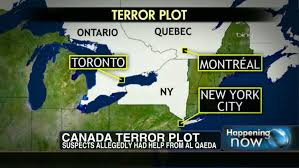 TERROR PLOT
bing
ONTARIO
QUEBEC
TORONTO
MONTRÉAL
NY
NEW YORK
CITY
CANADA TERROR PLOT
SUSPECTS ALLEGEDLY HAD HELP FROM AL QAEDA
Happening
now